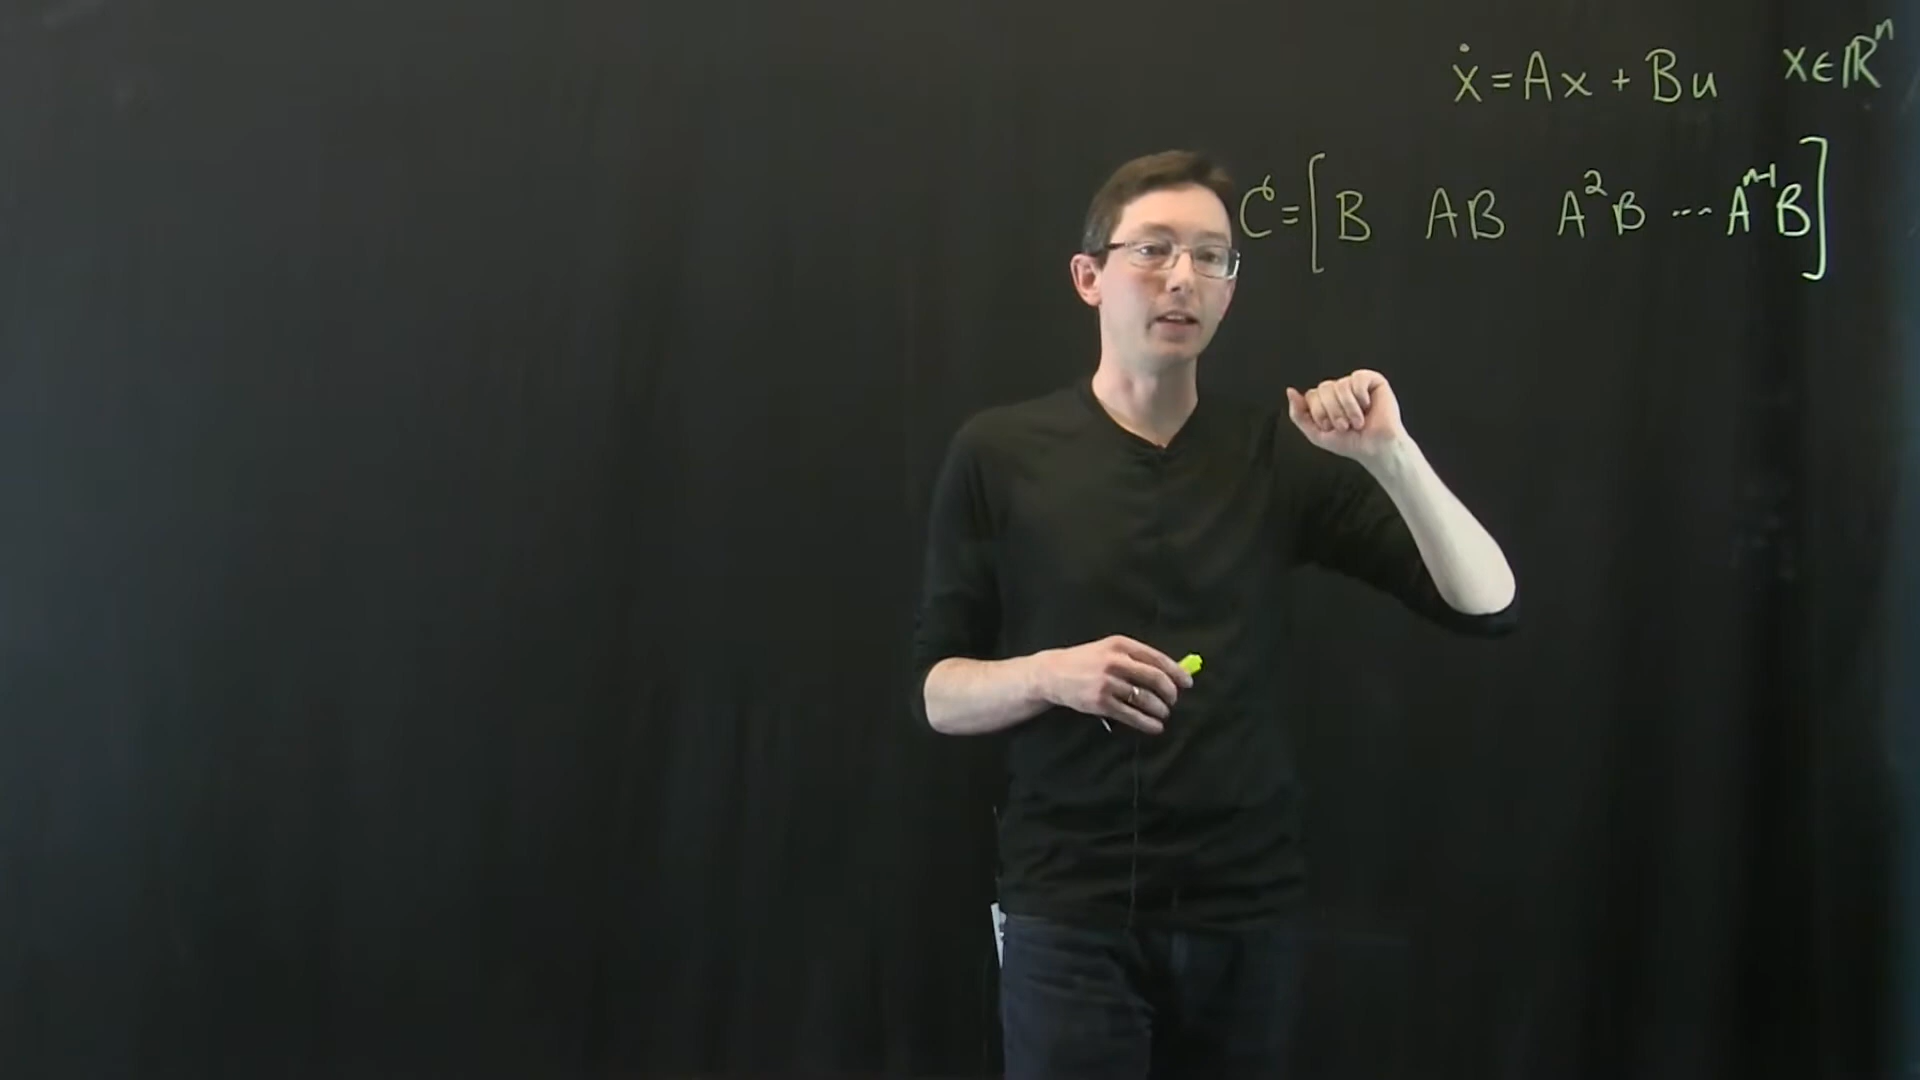 ẋ = Ax + Bu x∈ℝⁿ
C = [B AB A²B ... Aⁿ⁻¹B]